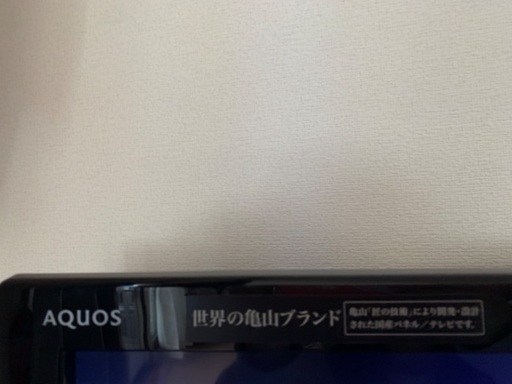 AQUOS 世界の亀山ブランド
亀山「匠の技術」により開発・設計
された国産パネル／テレビです。